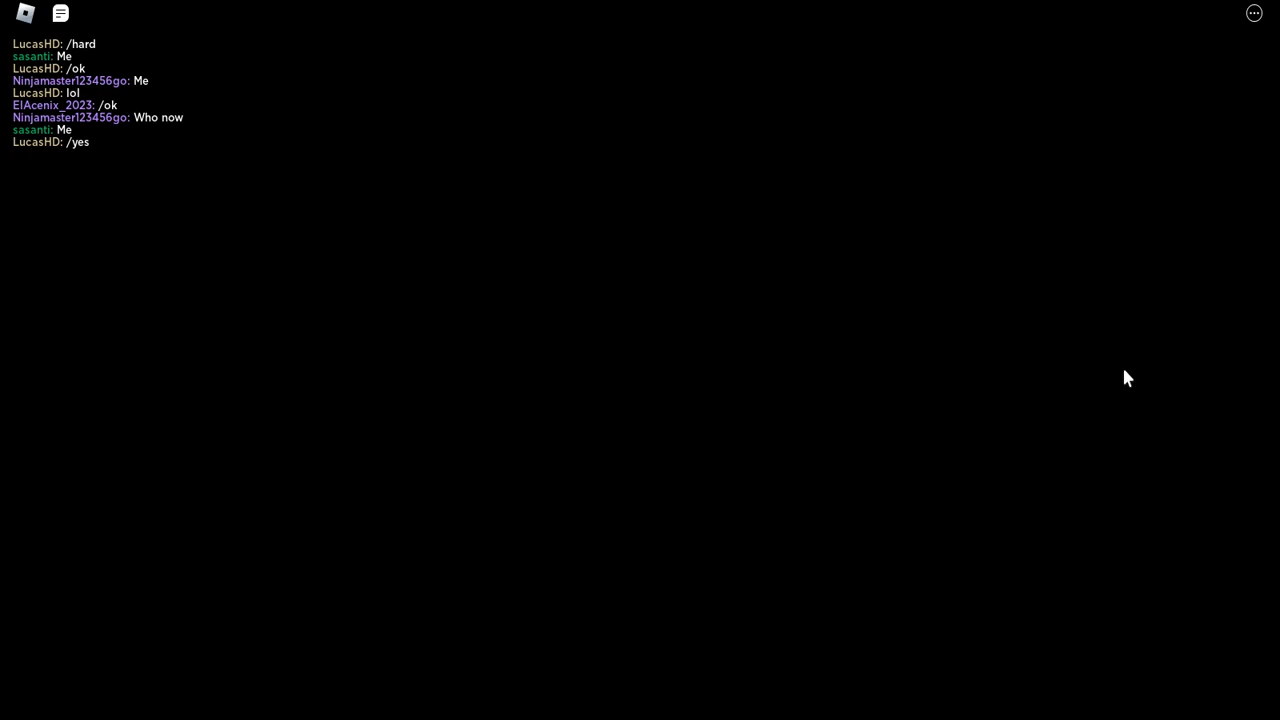 LucasHD: /hard
sasanti: Me
LucasHD: /ok
Ninjamaster123456go: Me
LucasHD: lol
ElAcenix_2023: /ok
Ninjamaster123456go: Who now
sasanti: Me
LucasHD: /yes